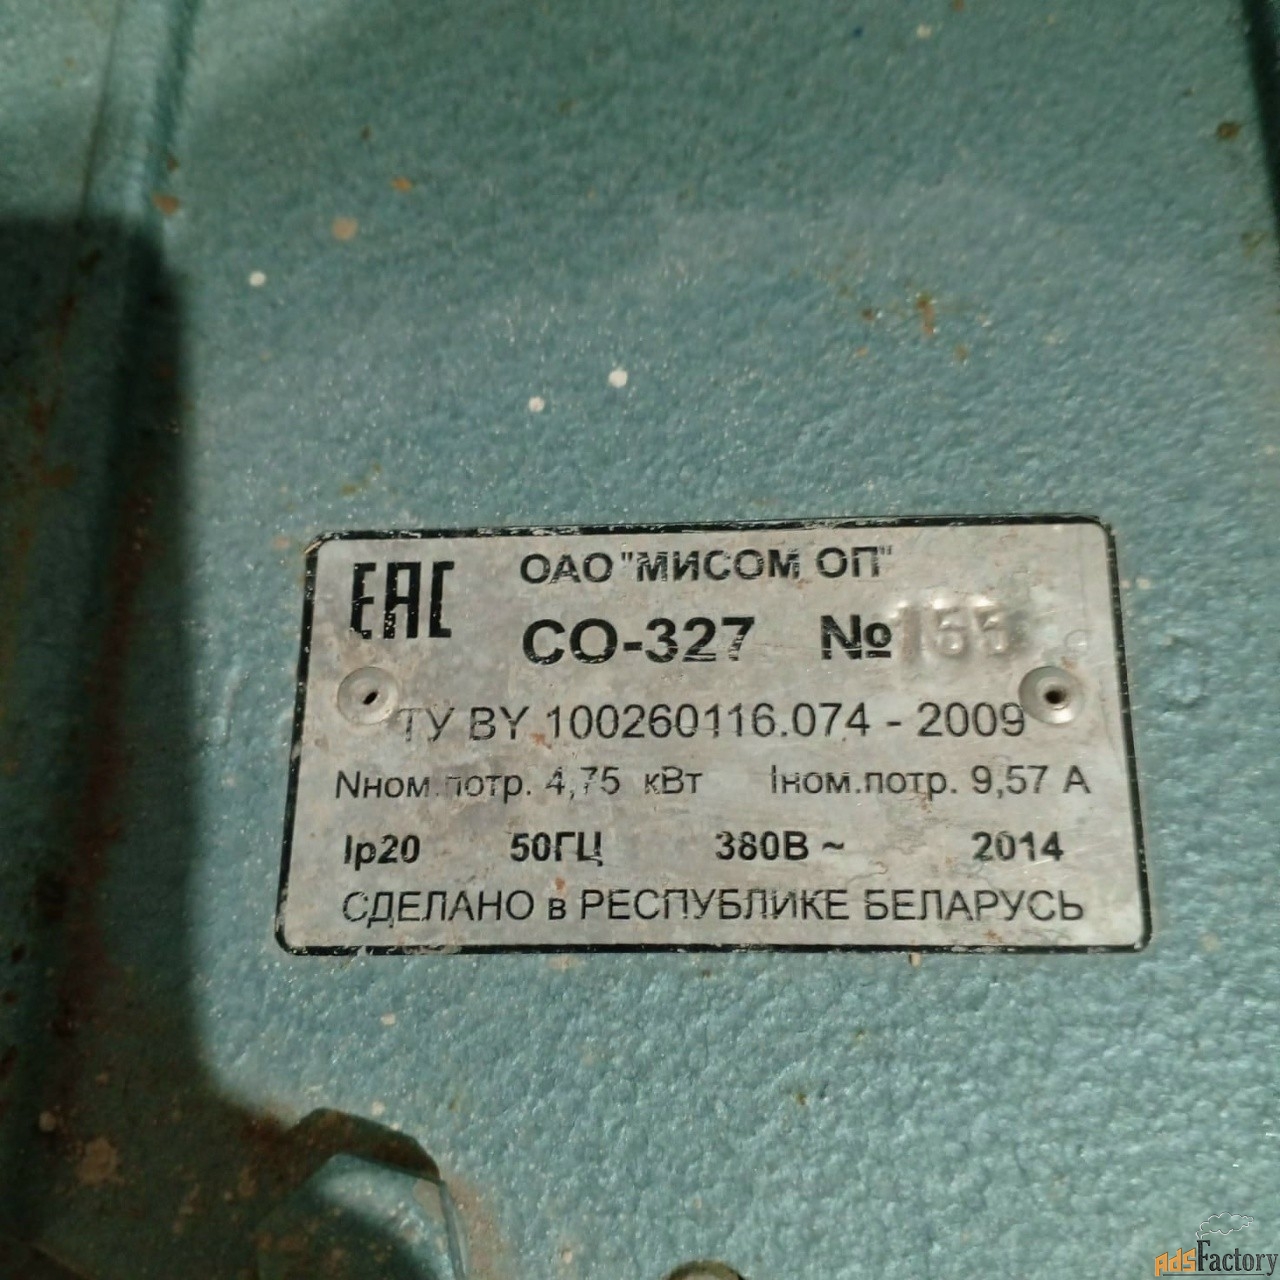 ЕАС ОАО "МИСОМ ОП"
СО-327 № 155
ТУ BY 100260116.074 - 2009
Nном.потр. 4,75 кВт Iном.потр. 9,57 А
Ip20 50ГЦ 380В ~ 2014
СДЕЛАНО в РЕСПУБЛИКЕ БЕЛАРУСЬ
AdsFactory